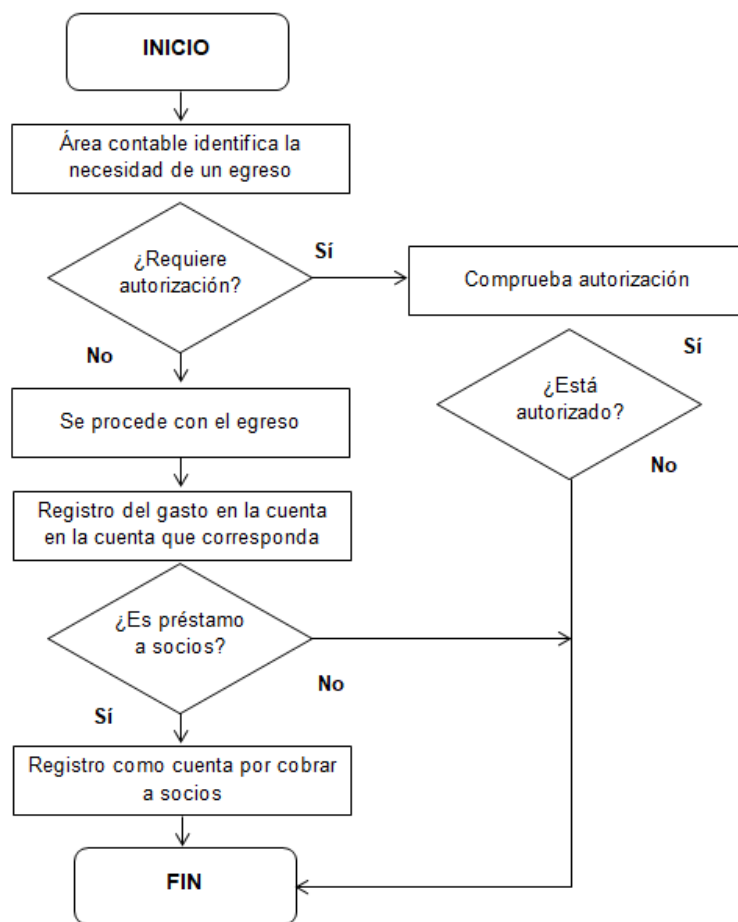 INICIO
Área contable identifica la
necesidad de un egreso
¿Requiere
autorización?
Sí
Comprueba autorización
No
Sí
¿Está
autorizado?
Se procede con el egreso
No
Registro del gasto en la cuenta
en la cuenta que corresponda
¿Es préstamo
a socios?
No
Sí
Registro como cuenta por cobrar
a socios
FIN